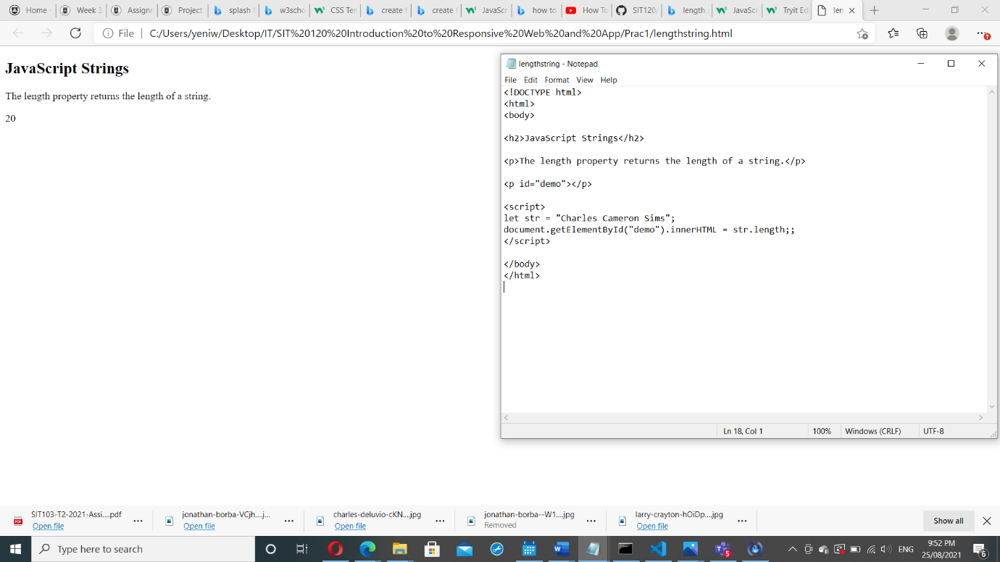 Home -
Week 3
Assignn
Project
splash f
w3scho
CSS Ten
create f
create f
JavaScri
how to
How To
SIT120/
length p
JavaScri
Tryit Ed
len
File
C:/Users/yeniw/Desktop/IT/SIT%20120%20Introduction%20to%20Responsive%20Web%20and%20App/Prac1/lengthstring.html
JavaScript Strings
The length property returns the length of a string.
20
lengthstring - Notepad
File Edit Format View Help
<!DOCTYPE html>
<html>
<body>
<h2>JavaScript Strings</h2>
<p>The length property returns the length of a string.</p>
<p id="demo"></p>
<script>
let str = "Charles Cameron Sims";
document.getElementById("demo").innerHTML = str.length;;
</script>
</body>
</html>
Ln 18, Col 1 100% Windows (CRLF) UTF-8
SIT103-T2-2021-Assi....pdf
Open file
jonathan-borba-VCjh....j...
Open file
charles-deluvio-cKN....jpg
Open file
jonathan-borba--W1....jpg
Removed
larry-crayton-hOiDp....jpg
Open file
Show all
Type here to search
5
ENG
9:52 PM
25/08/2021
6